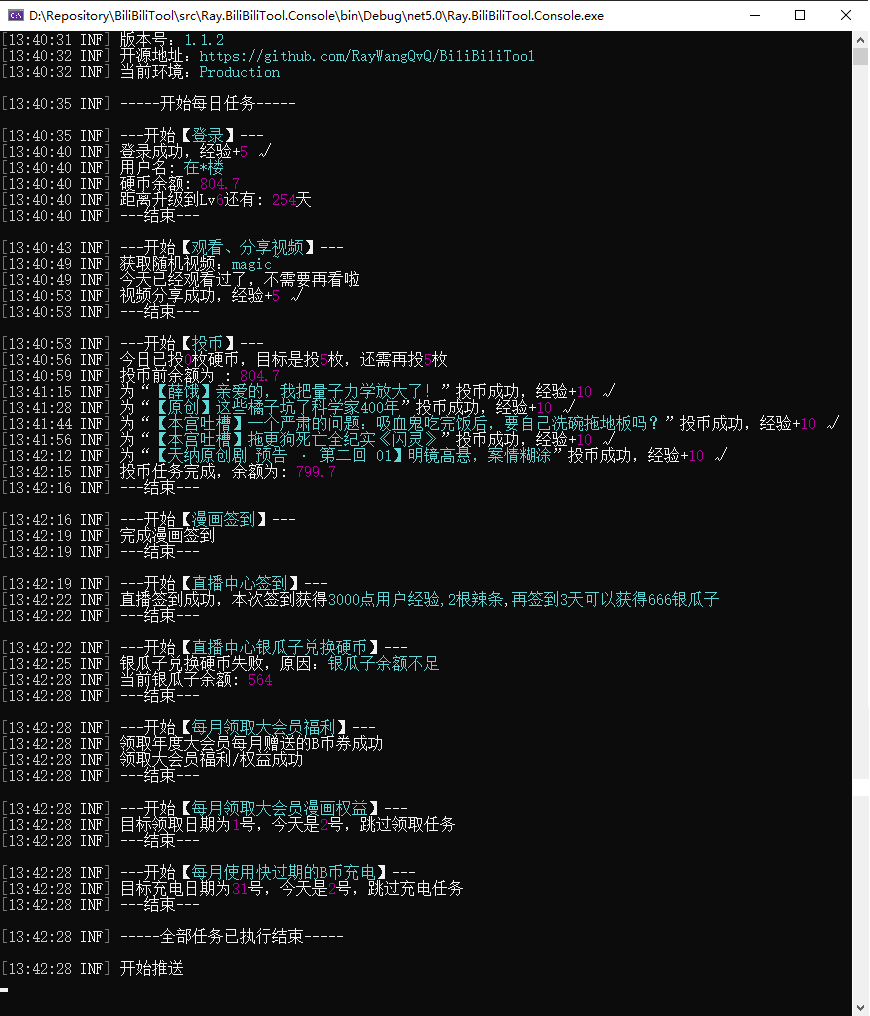 D:\Repository\BiliBiliTool\src\Ray.BiliBiliTool.Console\bin\Debug\net5.0\Ray.BiliBiliTool.Console.exe
[13:40:31 INF] 版本号: 1.1.2
[13:40:32 INF] 开源地址: https://github.com/RayWangQvQ/BiliBiliTool
[13:40:32 INF] 当前环境: Production
[13:40:35 INF] -----开始每日任务-----
[13:40:35 INF] ---开始【登录】---
[13:40:40 INF] 登录成功，经验+5 √
[13:40:40 INF] 用户名: 在*楼
[13:40:40 INF] 硬币余额: 804.7
[13:40:40 INF] 距离升级到Lv6还有: 254天
[13:40:40 INF] ---结束---
[13:40:43 INF] ---开始【观看、分享视频】---
[13:40:49 INF] 获取随机视频：magic~
[13:40:49 INF] 今天已经观看过了，不需要再看啦
[13:40:53 INF] 视频分享成功，经验+5 √
[13:40:53 INF] ---结束---
[13:40:53 INF] ---开始【投币】---
[13:40:56 INF] 今日已投0枚硬币，目标是投5枚，还需再投5枚
[13:40:59 INF] 投币前余额为 : 804.7
[13:41:15 INF] 为“【薛饿】亲爱的，我把量子力学放大了！”投币成功，经验+10 √
[13:41:28 INF] 为“【原创】这些橘子坑了科学家400年”投币成功，经验+10 √
[13:41:44 INF] 为“【本宫吐槽】一个严肃的问题：吸血鬼吃完饭后，要自己洗碗拖地板吗？”投币成功，经验+10 √
[13:41:56 INF] 为“【本宫吐槽】拖更狗死亡全纪实《闪灵》”投币成功，经验+10 √
[13:42:12 INF] 为“【天纳原创剧 预告 · 第二回 01】明镜高悬，案情糊涂”投币成功，经验+10 √
[13:42:15 INF] 投币任务完成，余额为: 799.7
[13:42:16 INF] ---结束---
[13:42:16 INF] ---开始【漫画签到】---
[13:42:19 INF] 完成漫画签到
[13:42:19 INF] ---结束---
[13:42:19 INF] ---开始【直播中心签到】---
[13:42:22 INF] 直播签到成功，本次签到获得3000点用户经验,2根辣条,再签到3天可以获得666银瓜子
[13:42:22 INF] ---结束---
[13:42:22 INF] ---开始【直播中心银瓜子兑换硬币】---
[13:42:25 INF] 银瓜子兑换硬币失败，原因：银瓜子余额不足
[13:42:28 INF] 当前银瓜子余额: 564
[13:42:28 INF] ---结束---
[13:42:28 INF] ---开始【每月领取大会员福利】---
[13:42:28 INF] 领取年度大会员每月赠送的B币券成功
[13:42:28 INF] 领取大会员福利/权益成功
[13:42:28 INF] ---结束---
[13:42:28 INF] ---开始【每月领取大会员漫画权益】---
[13:42:28 INF] 目标领取日期为1号，今天是2号，跳过领取任务
[13:42:28 INF] ---结束---
[13:42:28 INF] ---开始【每月使用快过期的B币充电】---
[13:42:28 INF] 目标充电日期为31号，今天是2号，跳过充电任务
[13:42:28 INF] ---结束---
[13:42:28 INF] -----全部任务已执行结束-----
[13:42:28 INF] 开始推送